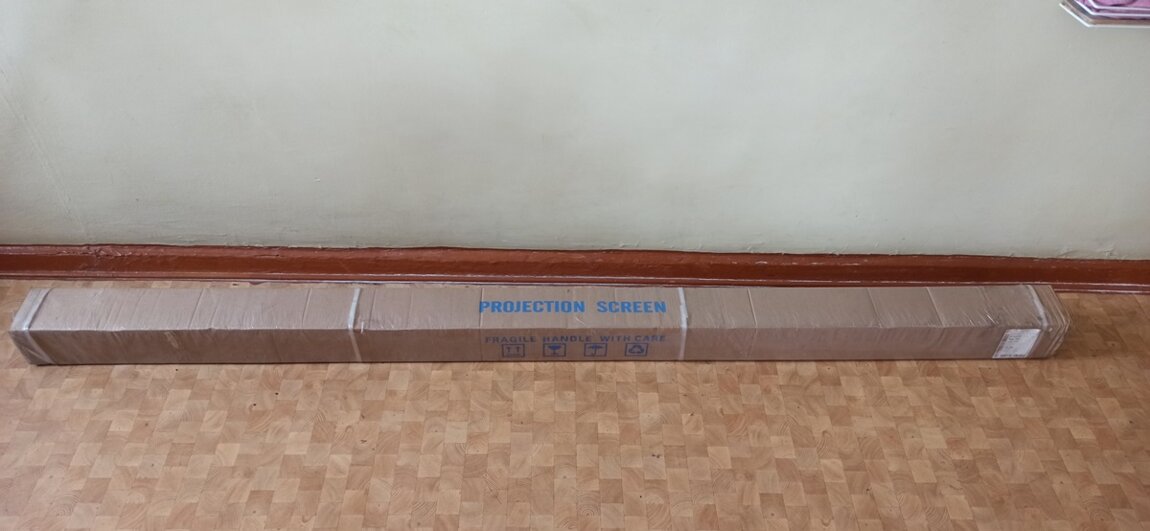 PROJECTION SCREEN
FRAGILE HANDLE WITH CARE